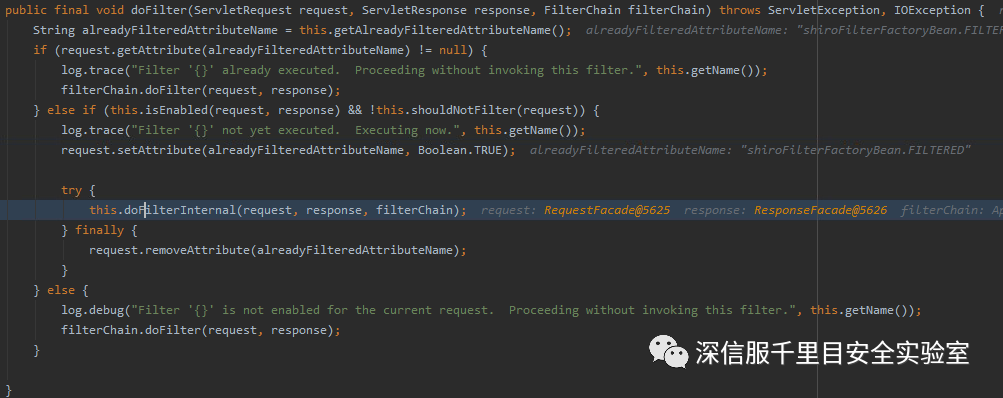 public final void doFilter(ServletRequest request, ServletResponse response, FilterChain filterChain) throws ServletException, IOException {
String alreadyFilteredAttributeName = this.getAlreadyFilteredAttributeName(); alreadyFilteredAttributeName: "shiroFilterFactoryBean.FILTER
if (request.getAttribute(alreadyFilteredAttributeName) != null) {
log.trace("Filter '{}' already executed.  Proceeding without invoking this filter.", this.getName());
filterChain.doFilter(request, response);
} else if (this.isEnabled(request, response) && !this.shouldNotFilter(request)) {
log.trace("Filter '{}' not yet executed.  Executing now.", this.getName());
request.setAttribute(alreadyFilteredAttributeName, Boolean.TRUE); alreadyFilteredAttributeName: "shiroFilterFactoryBean.FILTERED"
try {
this.doFilterInternal(request, response, filterChain); request: RequestFacade@5625 response: ResponseFacade@5626 filterChain: Ap
} finally {
request.removeAttribute(alreadyFilteredAttributeName);
}
} else {
log.debug("Filter '{}' is not enabled for the current request.  Proceeding without invoking this filter.", this.getName());
filterChain.doFilter(request, response);
}
深信服千里目安全实验室
}